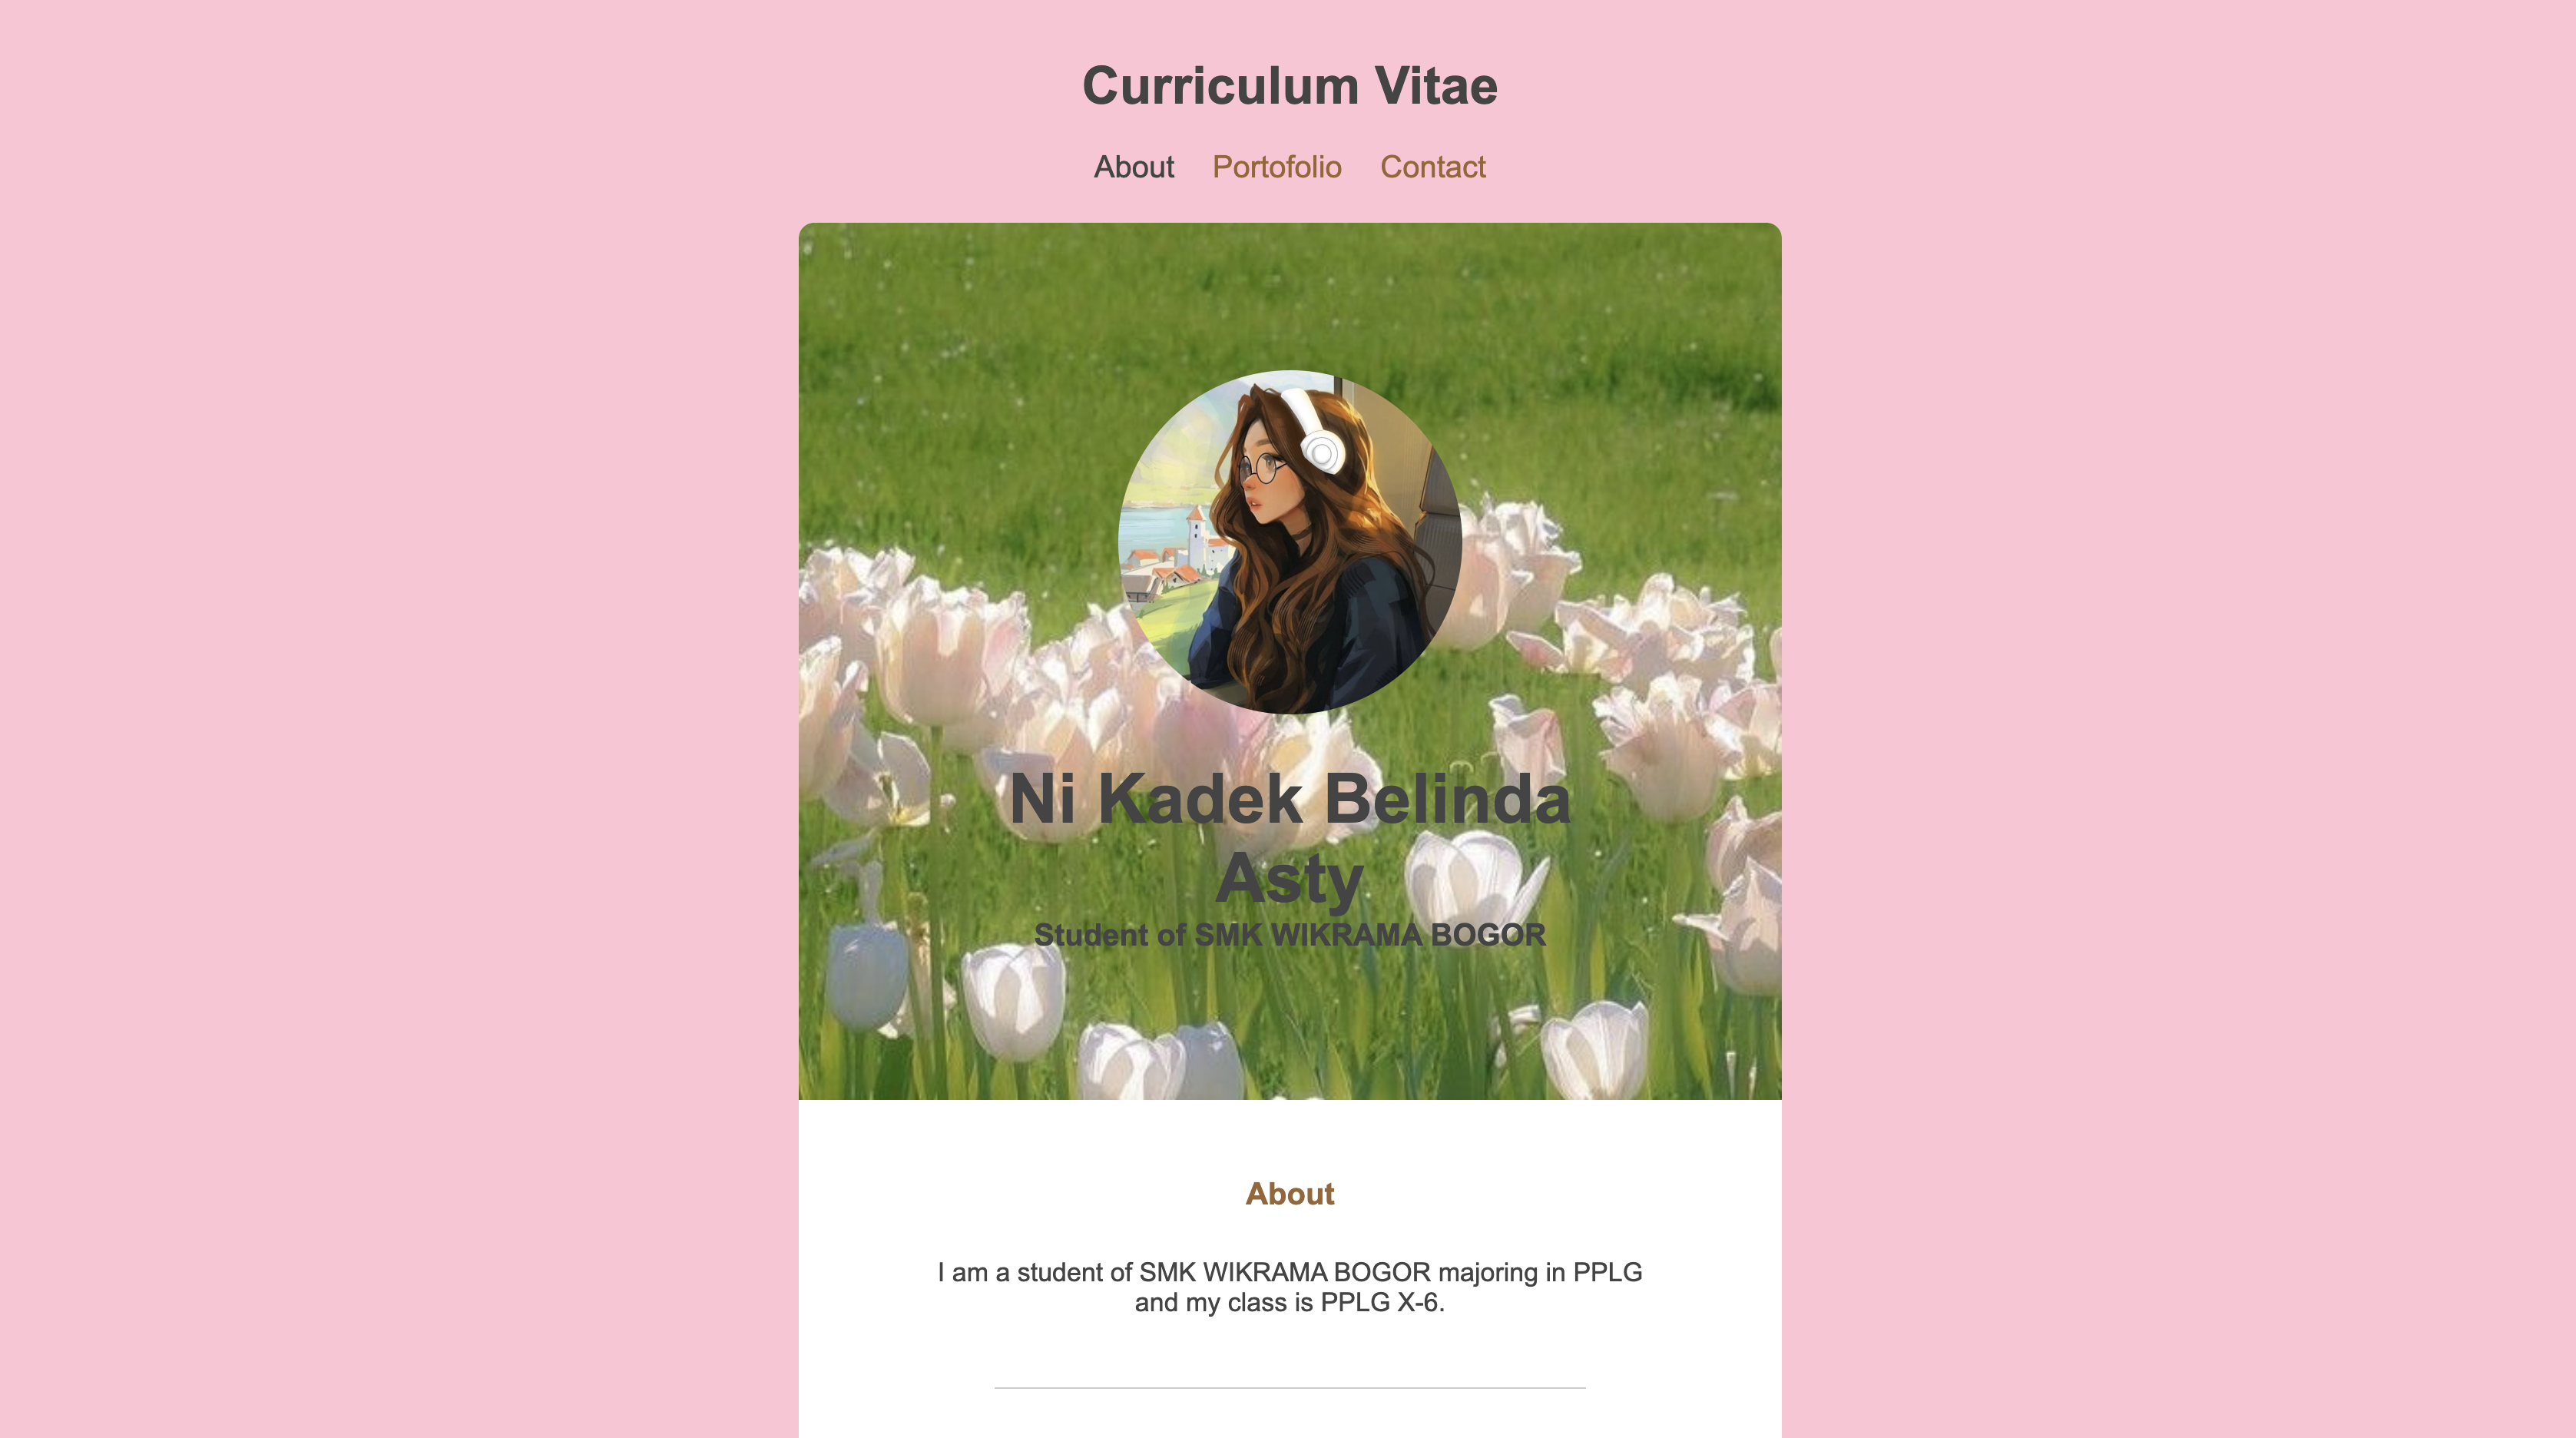 Curriculum Vitae
About Portofolio Contact
Ni Kadek Belinda
Asty
Student of SMK WIKRAMA BOGOR
About
I am a student of SMK WIKRAMA BOGOR majoring in PPLG
and my class is PPLG X-6.